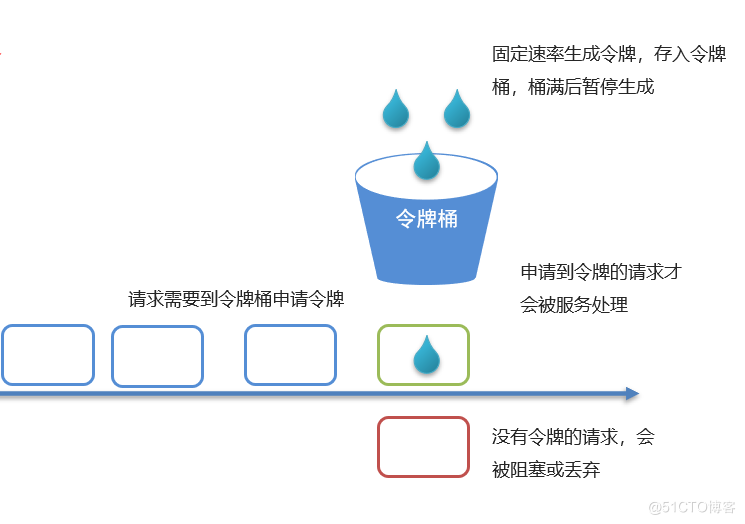 固定速率生成令牌，存入令牌
桶，桶满后暂停生成
令牌桶
申请到令牌的请求才
会被服务处理
请求需要到令牌桶申请令牌
没有令牌的请求，会
被阻塞或丢弃
@51CTO博客